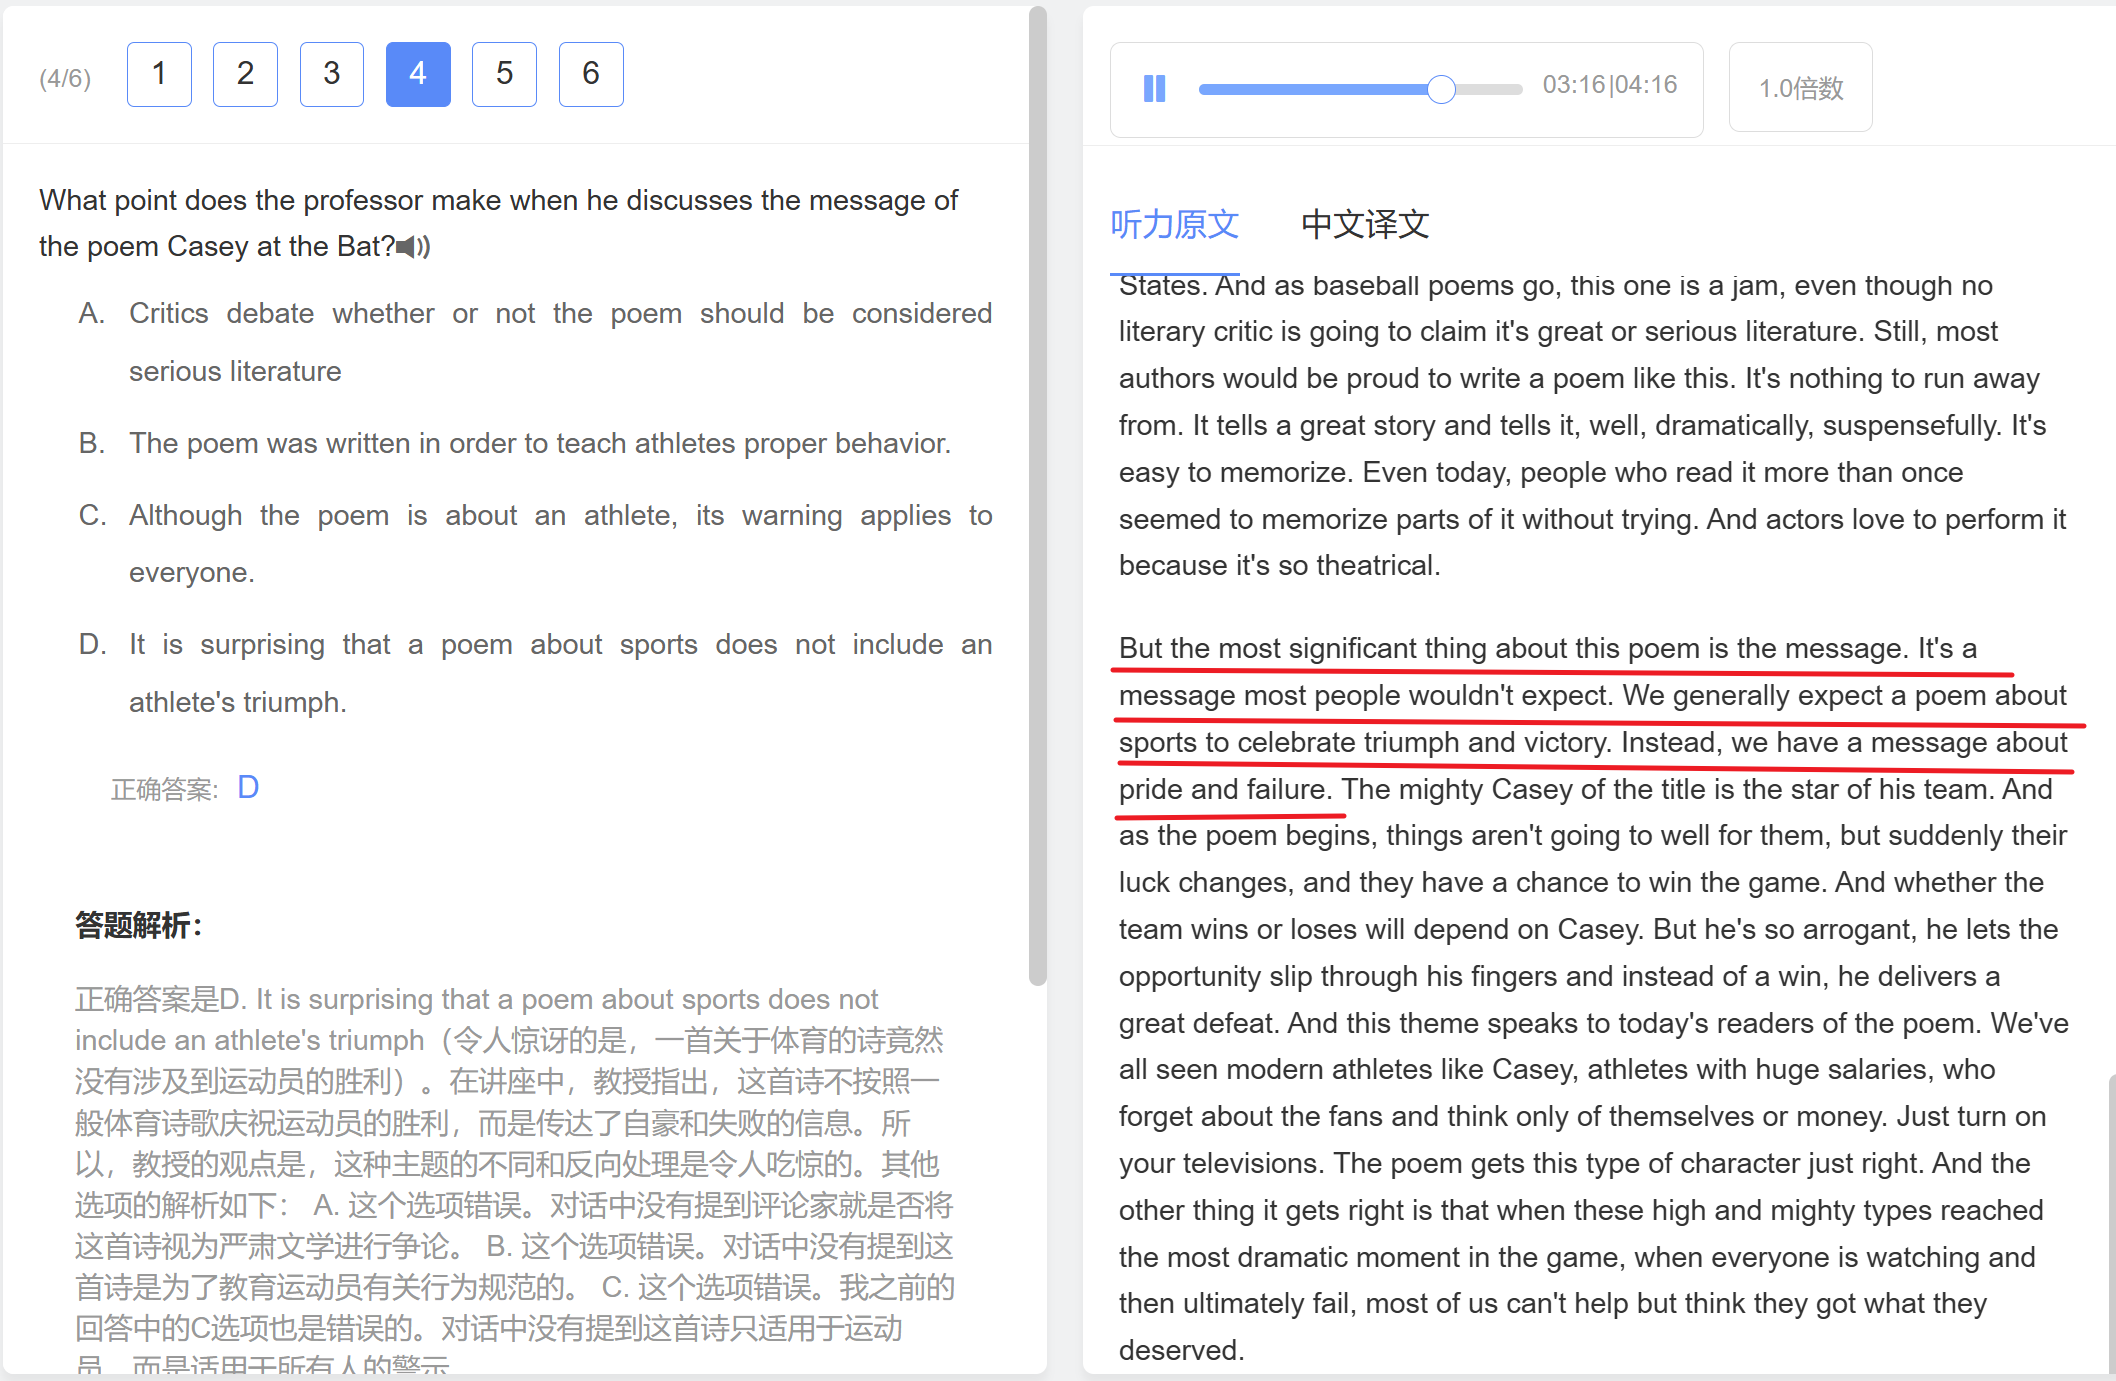 (4/6) 1 2 3 4 5 6
What point does the professor make when he discusses the message of
the poem Casey at the Bat?
A. Critics debate whether or not the poem should be considered
serious literature
B. The poem was written in order to teach athletes proper behavior.
C. Although the poem is about an athlete, its warning applies to
everyone.
D. It is surprising that a poem about sports does not include an
athlete's triumph.
正确答案: D
答题解析：
正确答案是D. It is surprising that a poem about sports does not
include an athlete's triumph（令人惊讶的是，一首关于体育的诗竟然
没有涉及到运动员的胜利）。在讲座中，教授指出，这首诗不按照一
般体育诗歌庆祝运动员的胜利，而是传达了自豪和失败的信息。所
以，教授的观点是，这种主题的不同和反向处理是令人吃惊的。其他
选项的解析如下： A. 这个选项错误。对话中没有提到评论家就是否将
这首诗视为严肃文学进行争论。 B. 这个选项错误。对话中没有提到这
首诗是为了教育运动员有关行为规范的。 C. 这个选项错误。我之前的
回答中的C选项也是错误的。对话中没有提到这首诗只适用于运动
员，而是适用于所有人的警示
03:16|04:16 1.0倍数
听力原文 中文译文
States. And as baseball poems go, this one is a jam, even though no
literary critic is going to claim it's great or serious literature. Still, most
authors would be proud to write a poem like this. It's nothing to run away
from. It tells a great story and tells it, well, dramatically, suspensefully. It's
easy to memorize. Even today, people who read it more than once
seemed to memorize parts of it without trying. And actors love to perform it
because it's so theatrical.
But the most significant thing about this poem is the message. It's a
message most people wouldn't expect. We generally expect a poem about
sports to celebrate triumph and victory. Instead, we have a message about
pride and failure. The mighty Casey of the title is the star of his team. And
as the poem begins, things aren't going to well for them, but suddenly their
luck changes, and they have a chance to win the game. And whether the
team wins or loses will depend on Casey. But he's so arrogant, he lets the
opportunity slip through his fingers and instead of a win, he delivers a
great defeat. And this theme speaks to today's readers of the poem. We've
all seen modern athletes like Casey, athletes with huge salaries, who
forget about the fans and think only of themselves or money. Just turn on
your televisions. The poem gets this type of character just right. And the
other thing it gets right is that when these high and mighty types reached
the most dramatic moment in the game, when everyone is watching and
then ultimately fail, most of us can't help but think they got what they
deserved.